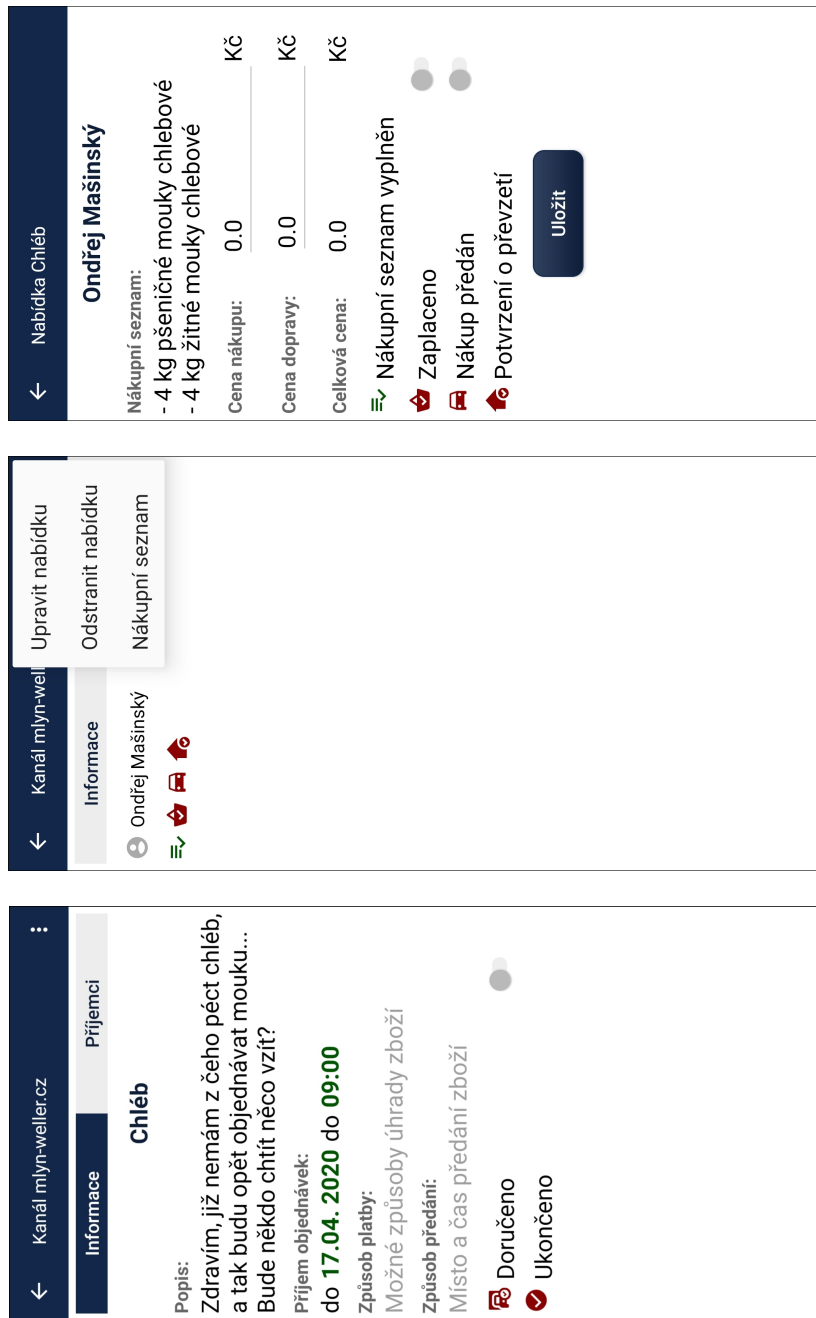 Kanál mlyn-weller.cz
Informace
Příjemci
Chléb
Popis:
Zdravím, již nemám z čeho péct chléb,
a tak budu opět objednávat mouku...
Bude někdo chtít něco vzít?
Příjem objednávek:
do 17.04. 2020 do 09:00
Způsob platby:
Možné způsoby úhrady zboží
Způsob předání:
Místo a čas předání zboží
Doručeno
Ukončeno
Kanál mlyn-well
Upravit nabídku
Odstranit nabídku
Nákupní seznam
Informace
Ondřej Mašinský
Nabídka Chléb
Ondřej Mašinský
Nákupní seznam:
- 4 kg pšeničné mouky chlebové
- 4 kg žitné mouky chlebové
Cena nákupu: 0.0 Kč
Cena dopravy: 0.0 Kč
Celková cena: 0.0 Kč
Nákupní seznam vyplněn
Zaplaceno
Nákup předán
Potvrzení o převzetí
Uložit